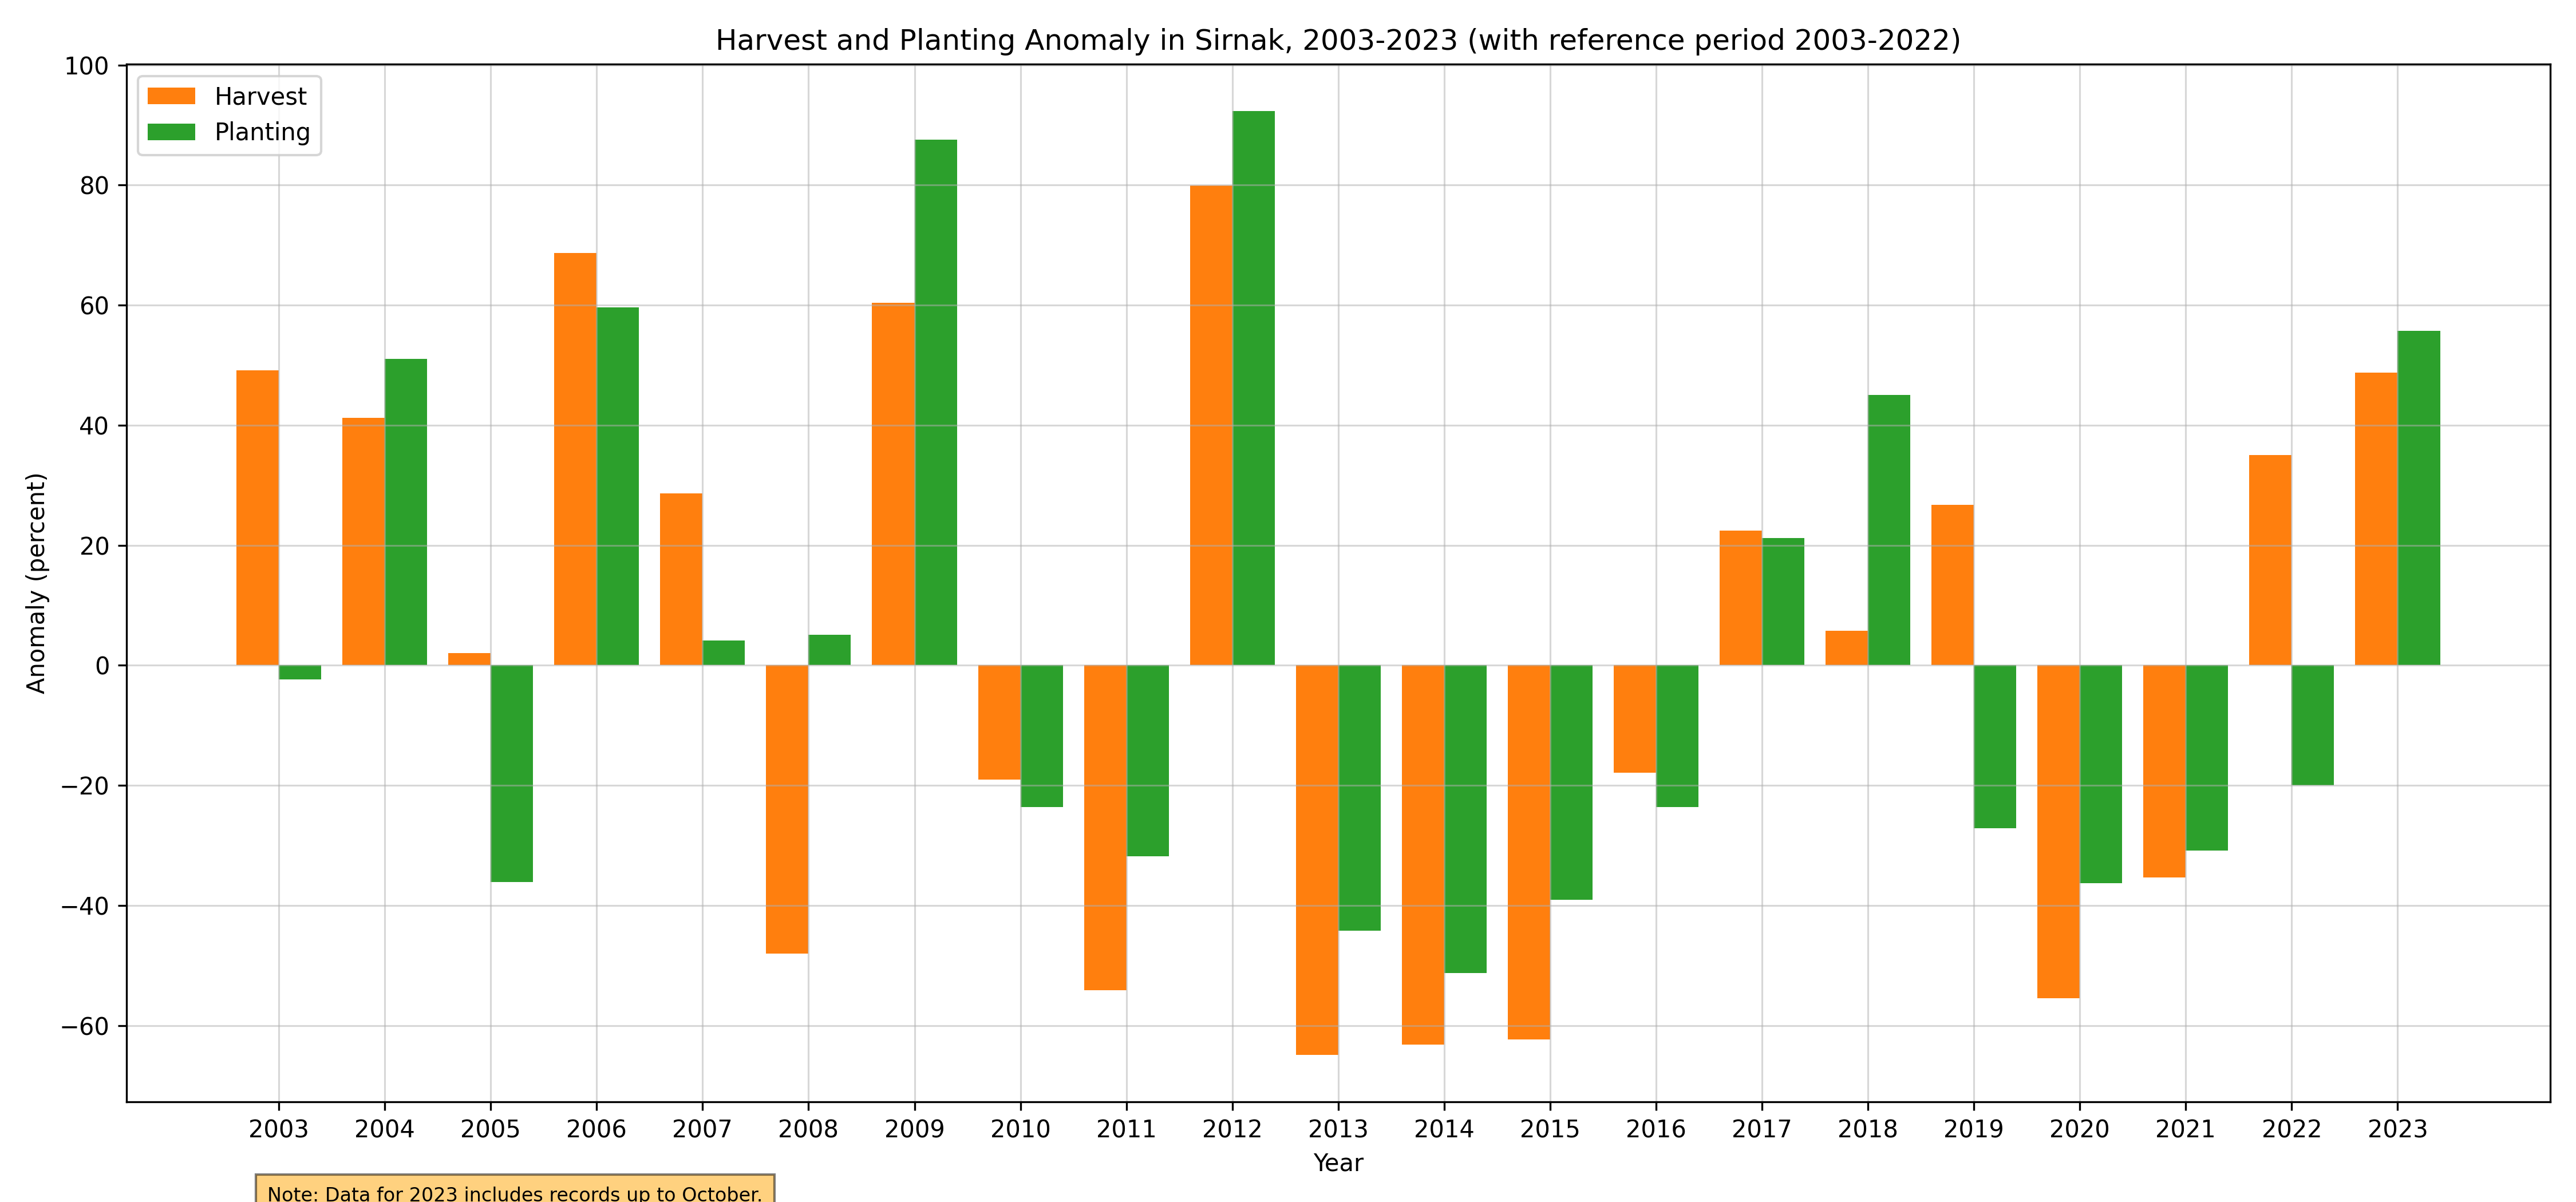 Harvest and Planting Anomaly in Sirnak, 2003-2023 (with reference period 2003-2022)
Harvest
Planting
Anomaly (percent)
100
80
60
40
20
0
−20
−40
−60
2003 2004 2005 2006 2007 2008 2009 2010 2011 2012 2013 2014 2015 2016 2017 2018 2019 2020 2021 2022 2023
Year
Note: Data for 2023 includes records up to October.